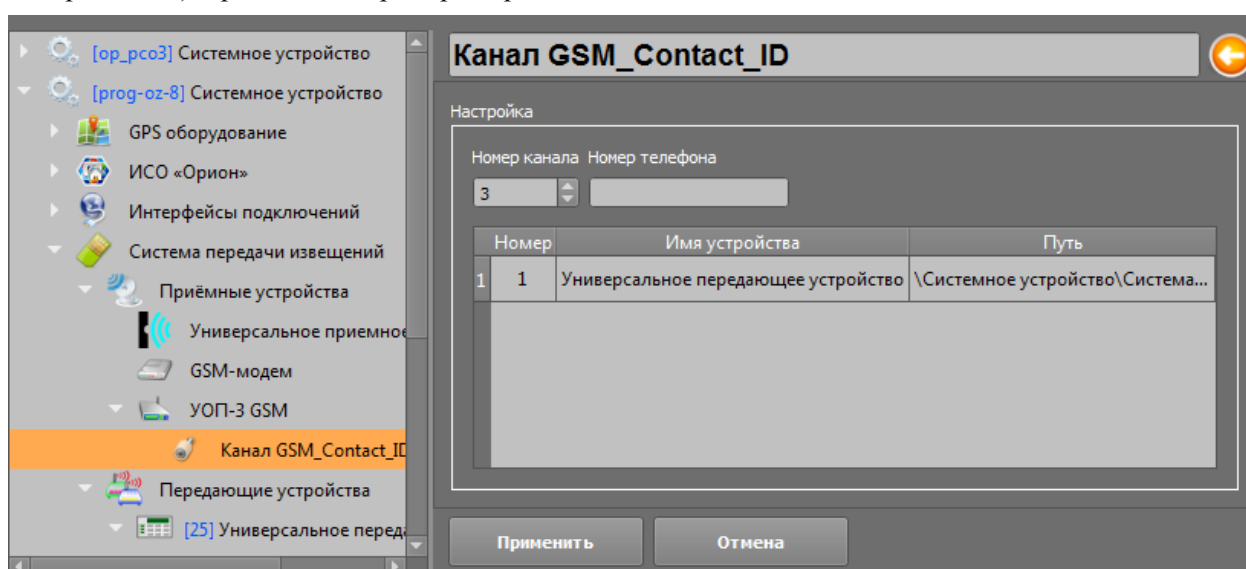 [op_pco3] Системное устройство
[prog-oz-8] Системное устройство
GPS оборудование
ИСО «Орион»
Интерфейсы подключений
Система передачи извещений
Приёмные устройства
Универсальное приемное
GSM-модем
УОП-3 GSM
Канал GSM_Contact_ID
Передающие устройства
[25] Универсальное переда
Канал GSM_Contact_ID
Настройка
Номер канала Номер телефона
3
Номер Имя устройства Путь
1 1 Универсальное передающее устройство \Системное устройство\Система...
Применить Отмена